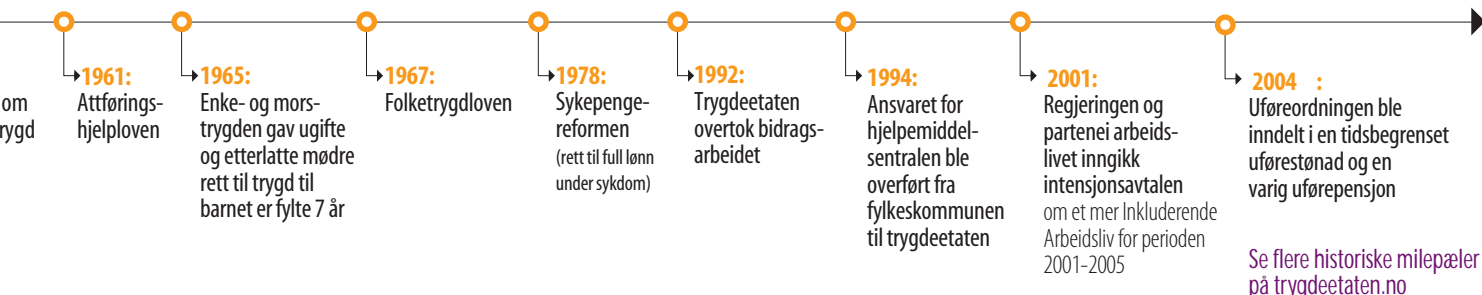 om
rygd
1961:
Attførings-
hjelploven
1965:
Enke- og mors-
trygden gav ugifte
og etterlatte mødre
rett til trygd til
barnet er fylte 7 år
1967:
Folketrygdloven
1978:
Sykepenge-
reformen
(rett til full lønn
under sykdom)
1992:
Trygdeetaten
overtok bidrags-
arbeidet
1994:
Ansvaret for
hjelpemiddel-
sentralen ble
overført fra
fylkeskommunen
til trygdeetaten
2001:
Regjeringen og
partenei arbeids-
livet inngikk
intensjonsavtalen
om et mer Inkluderende
Arbeidsliv for perioden
2001-2005
2004 :
Uføreordningen ble
inndelt i en tidsbegrenset
uførestønad og en
varig uførepensjon
Se flere historiske milepæler
på trygdeetaten.no